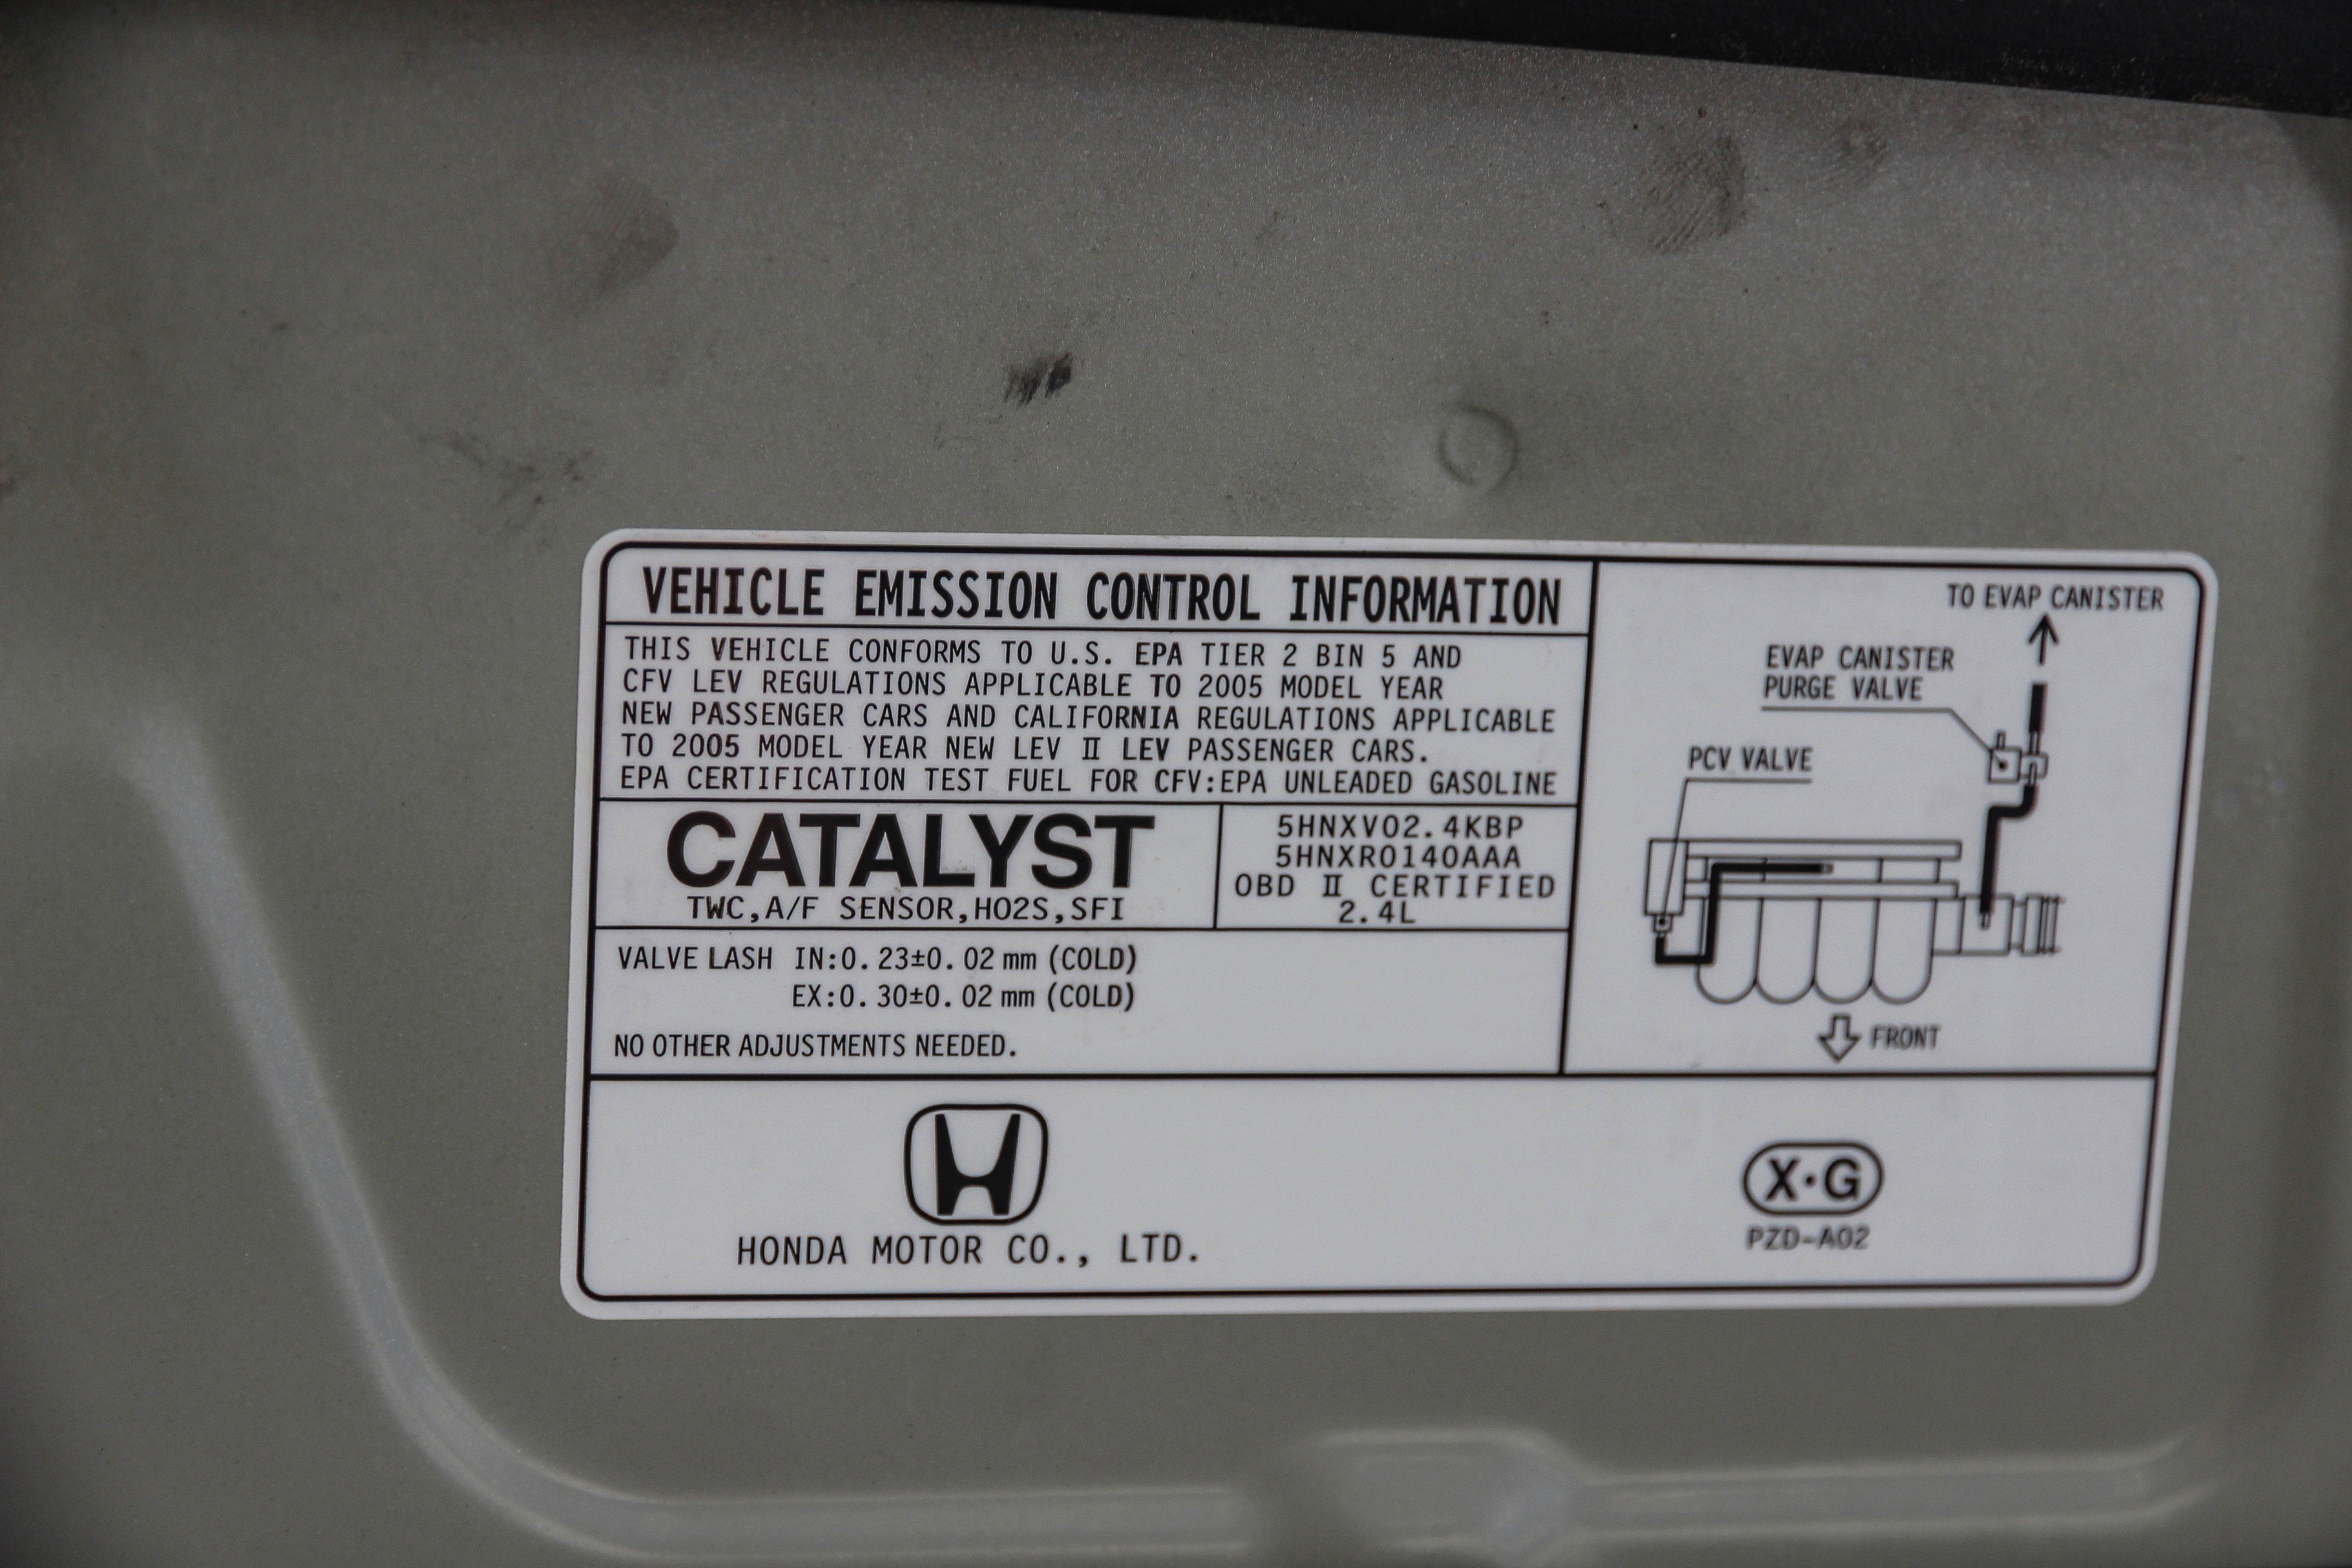 VEHICLE EMISSION CONTROL INFORMATION
THIS VEHICLE CONFORMS TO U.S. EPA TIER 2 BIN 5 AND
CFV LEV REGULATIONS APPLICABLE TO 2005 MODEL YEAR
NEW PASSENGER CARS AND CALIFORNIA REGULATIONS APPLICABLE
TO 2005 MODEL YEAR NEW LEV Ⅱ LEV PASSENGER CARS.
EPA CERTIFICATION TEST FUEL FOR CFV:EPA UNLEADED GASOLINE
CATALYST
TWC,A/F SENSOR,HO2S,SFI
5HNXV02.4KBP
5HNXR0140AAA
OBD Ⅱ CERTIFIED
2.4L
VALVE LASH IN:0.23±0.02 mm (COLD)
EX:0.30±0.02 mm (COLD)
NO OTHER ADJUSTMENTS NEEDED.
TO EVAP CANISTER
EVAP CANISTER
PURGE VALVE
PCV VALVE
FRONT
HONDA MOTOR CO., LTD.
X·G
PZD-A02